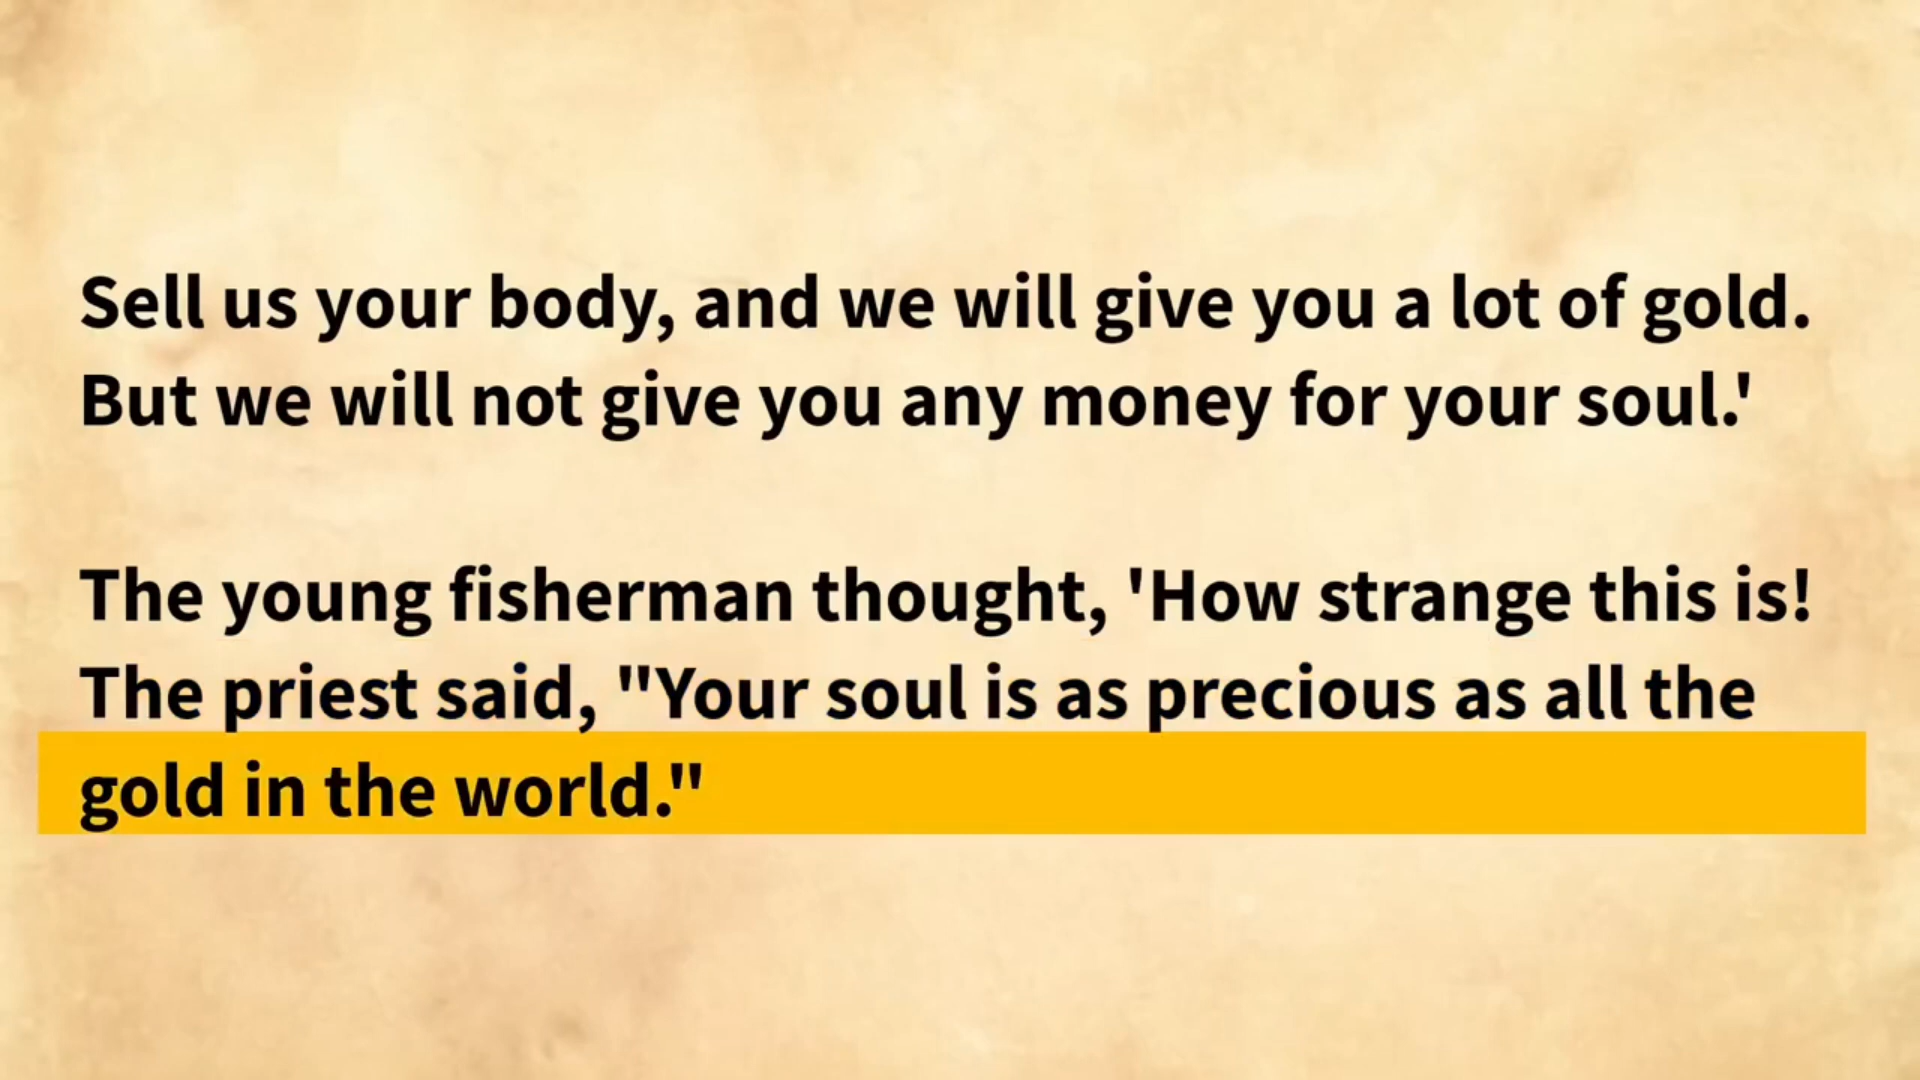 Sell us your body, and we will give you a lot of gold.
But we will not give you any money for your soul.'
The young fisherman thought, 'How strange this is!
The priest said, "Your soul is as precious as all the
gold in the world."